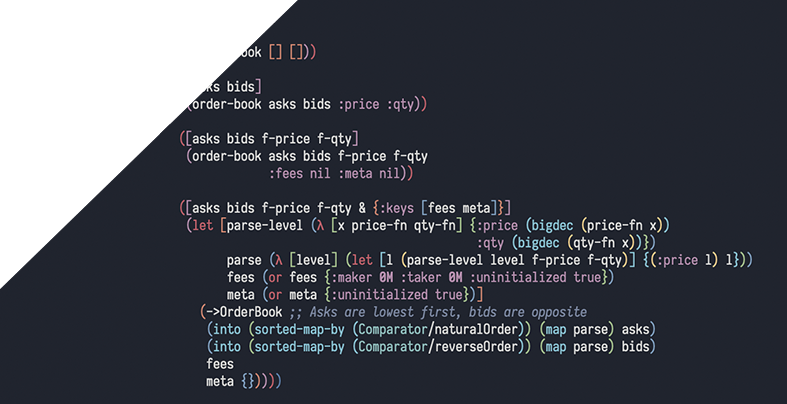 ook [] []))
ks bids]
(order-book asks bids :price :qty))
([asks bids f-price f-qty]
(order-book asks bids f-price f-qty
:fees nil :meta nil))
([asks bids f-price f-qty & {:keys [fees meta]}]
(let [parse-level (λ [x price-fn qty-fn] {:price (bigdec (price-fn x))
:qty (bigdec (qty-fn x))})
parse (λ [level] (let [l (parse-level level f-price f-qty)] {(:price l) l}))
fees (or fees {:maker 0M :taker 0M :uninitialized true})
meta (or meta {:uninitialized true})]
(->OrderBook ;; Asks are lowest first, bids are opposite
(into (sorted-map-by (Comparator/naturalOrder)) (map parse) asks)
(into (sorted-map-by (Comparator/reverseOrder)) (map parse) bids)
fees
meta {}))))